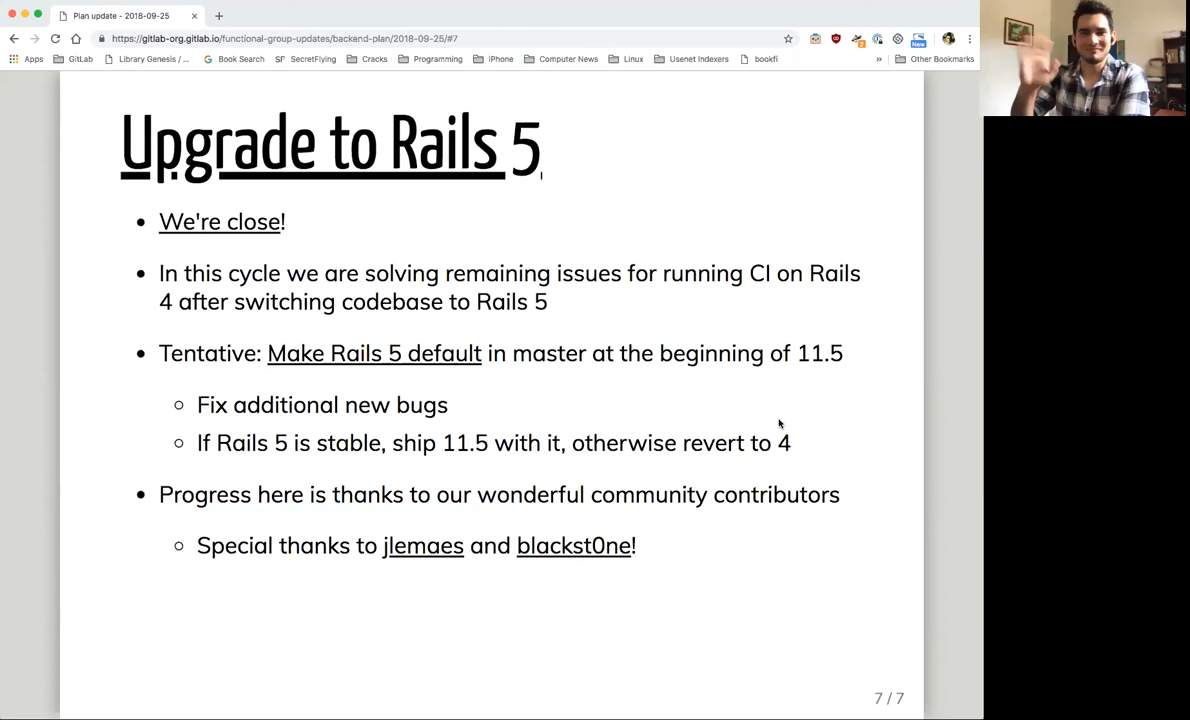 Plan update - 2018-09-25
https://gitlab-org.gitlab.io/functional-group-updates/backend-plan/2018-09-25/#7
2
New
Apps GitLab Library Genesis /... Book Search SecretFlying Cracks Programming iPhone Computer News Linux Usenet Indexers bookfi » Other Bookmarks
Upgrade to Rails 5
• We're close!
• In this cycle we are solving remaining issues for running CI on Rails
4 after switching codebase to Rails 5
• Tentative: Make Rails 5 default in master at the beginning of 11.5
○ Fix additional new bugs
○ If Rails 5 is stable, ship 11.5 with it, otherwise revert to 4
• Progress here is thanks to our wonderful community contributors
○ Special thanks to jlemaes and blackst0ne!
7 / 7